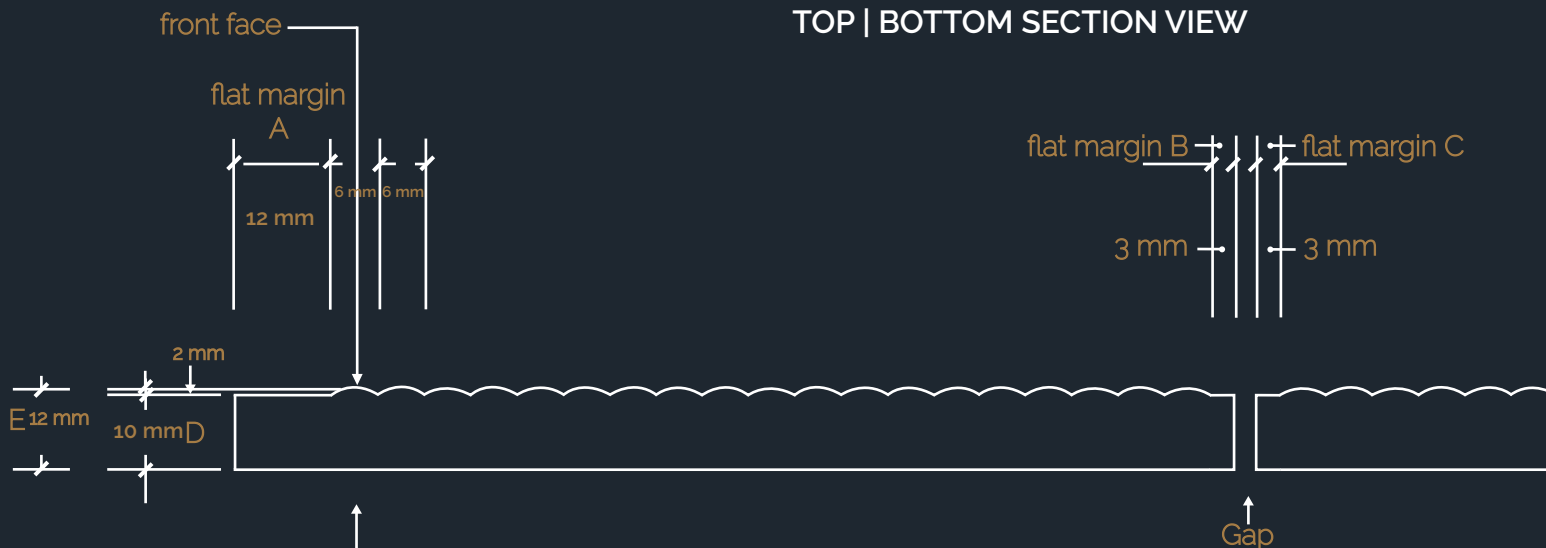 TOP | BOTTOM SECTION VIEW
front face
flat margin
A
flat margin B
flat margin C
6 mm
6 mm
12 mm
3 mm
3 mm
2 mm
E 12 mm
10 mm D
Gap